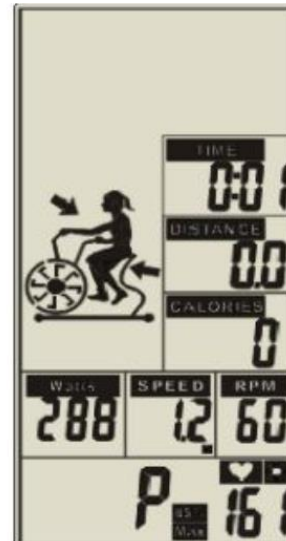 TIME
0:0
DISTANCE
0.0
CALORIES
0
Watts SPEED RPM
288 1.2 60
P 16